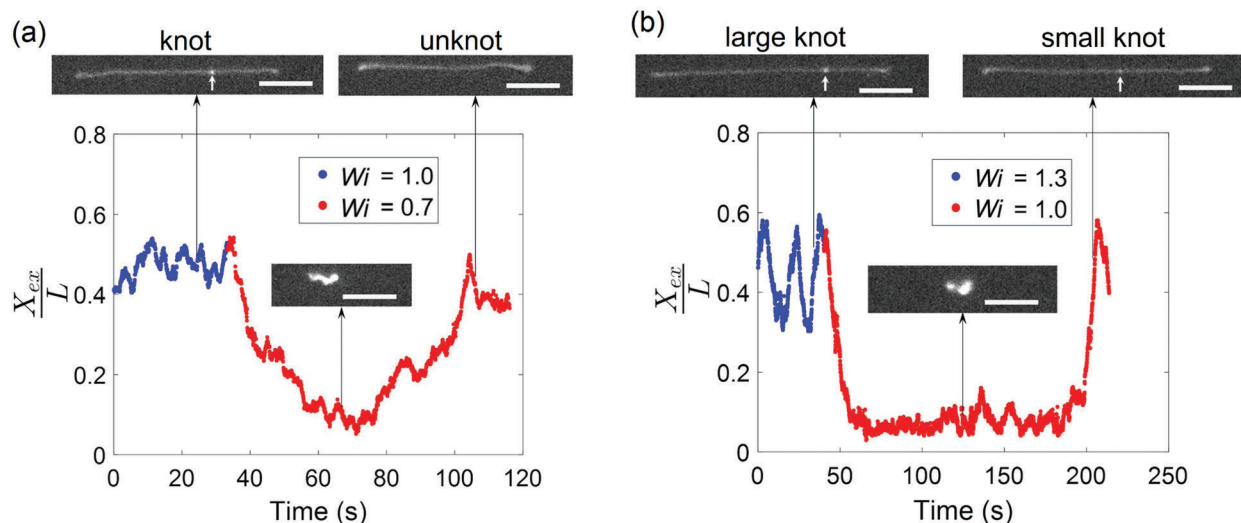 (a)
knot
unknot
Wi = 1.0
Wi = 0.7
X_ex
L
0.8
0.6
0.4
0.2
0
0 20 40 60 80 100 120
Time (s)
(b)
large knot
small knot
Wi = 1.3
Wi = 1.0
X_ex
L
0.8
0.6
0.4
0.2
0
0 50 100 150 200 250
Time (s)